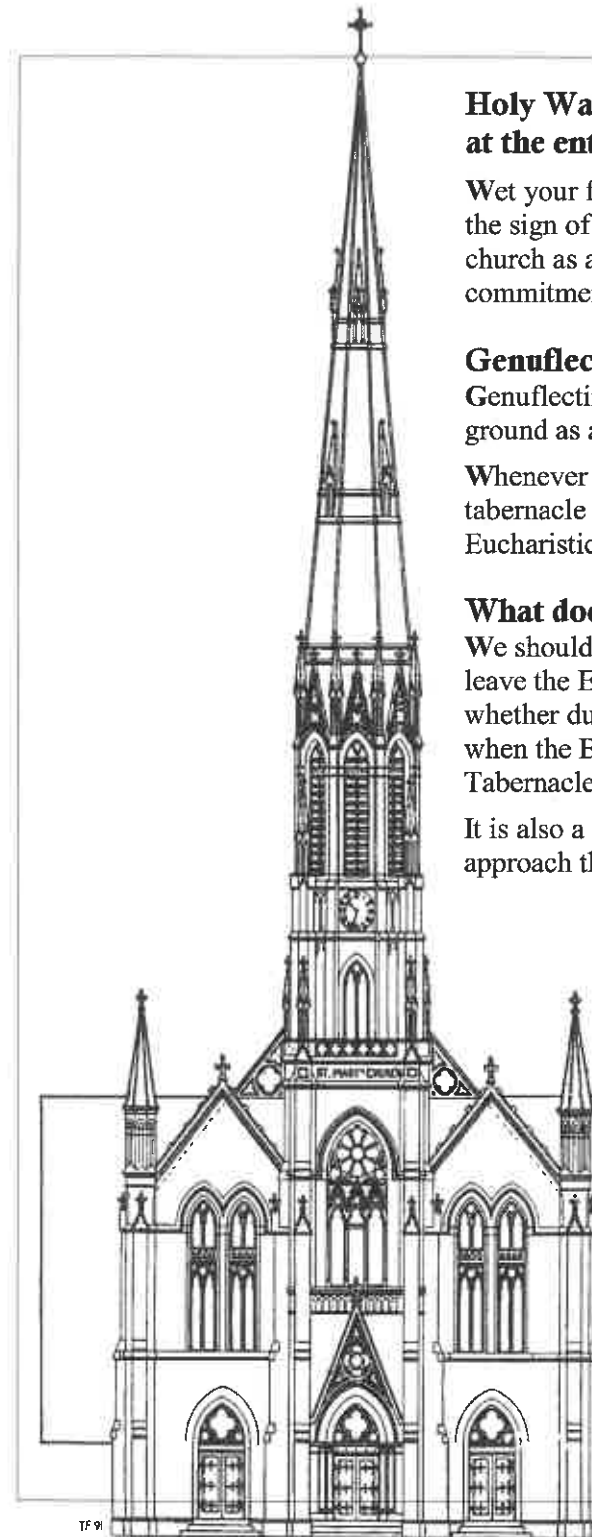 Holy Wa
at the ent
Wet your f
the sign of
church as a
commitme
Genuflec
Genuflecti
ground as a
Whenever
tabernacle
Eucharistic
What doe
We should
leave the E
whether du
when the B
Tabernacle
It is also a
approach th
ST. MARY'S CHURCH
TF 91